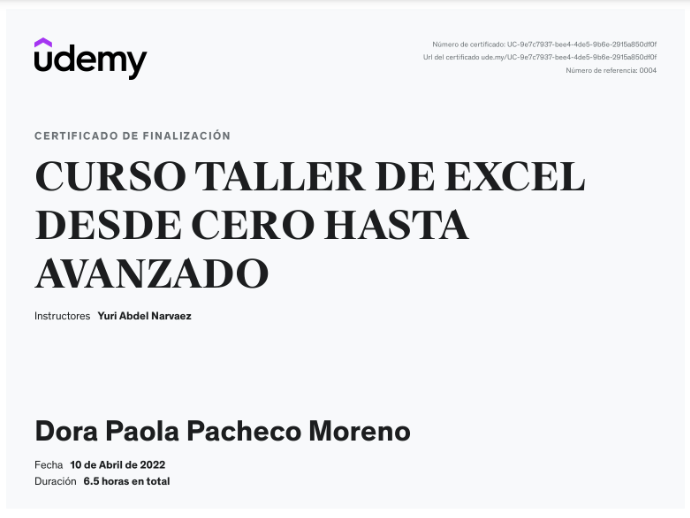 udemy
Número de certificado: UC-9e7c7937-bee4-4de5-9b6e-2915a850df0f
Url del certificado ude.my/UC-9e7c7937-bee4-4de5-9b6e-2915a850df0f
Número de referencia: 0004
CERTIFICADO DE FINALIZACIÓN
CURSO TALLER DE EXCEL
DESDE CERO HASTA
AVANZADO
Instructores Yuri Abdel Narvaez
Dora Paola Pacheco Moreno
Fecha 10 de Abril de 2022
Duración 6.5 horas en total